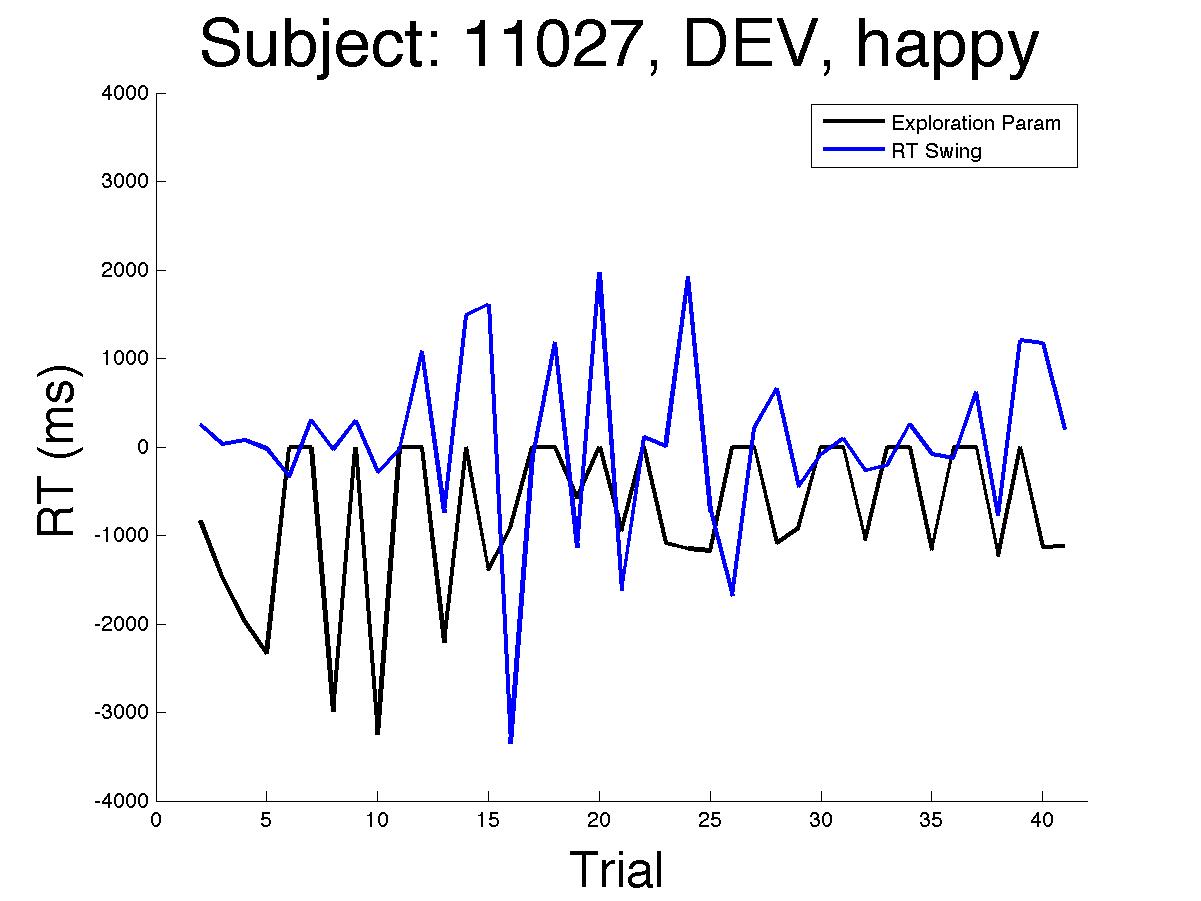 Subject: 11027, DEV, happy
4000
3000
2000
1000
0
-1000
-2000
-3000
-4000
RT (ms)
Exploration Param
RT Swing
0 5 10 15 20 25 30 35 40
Trial